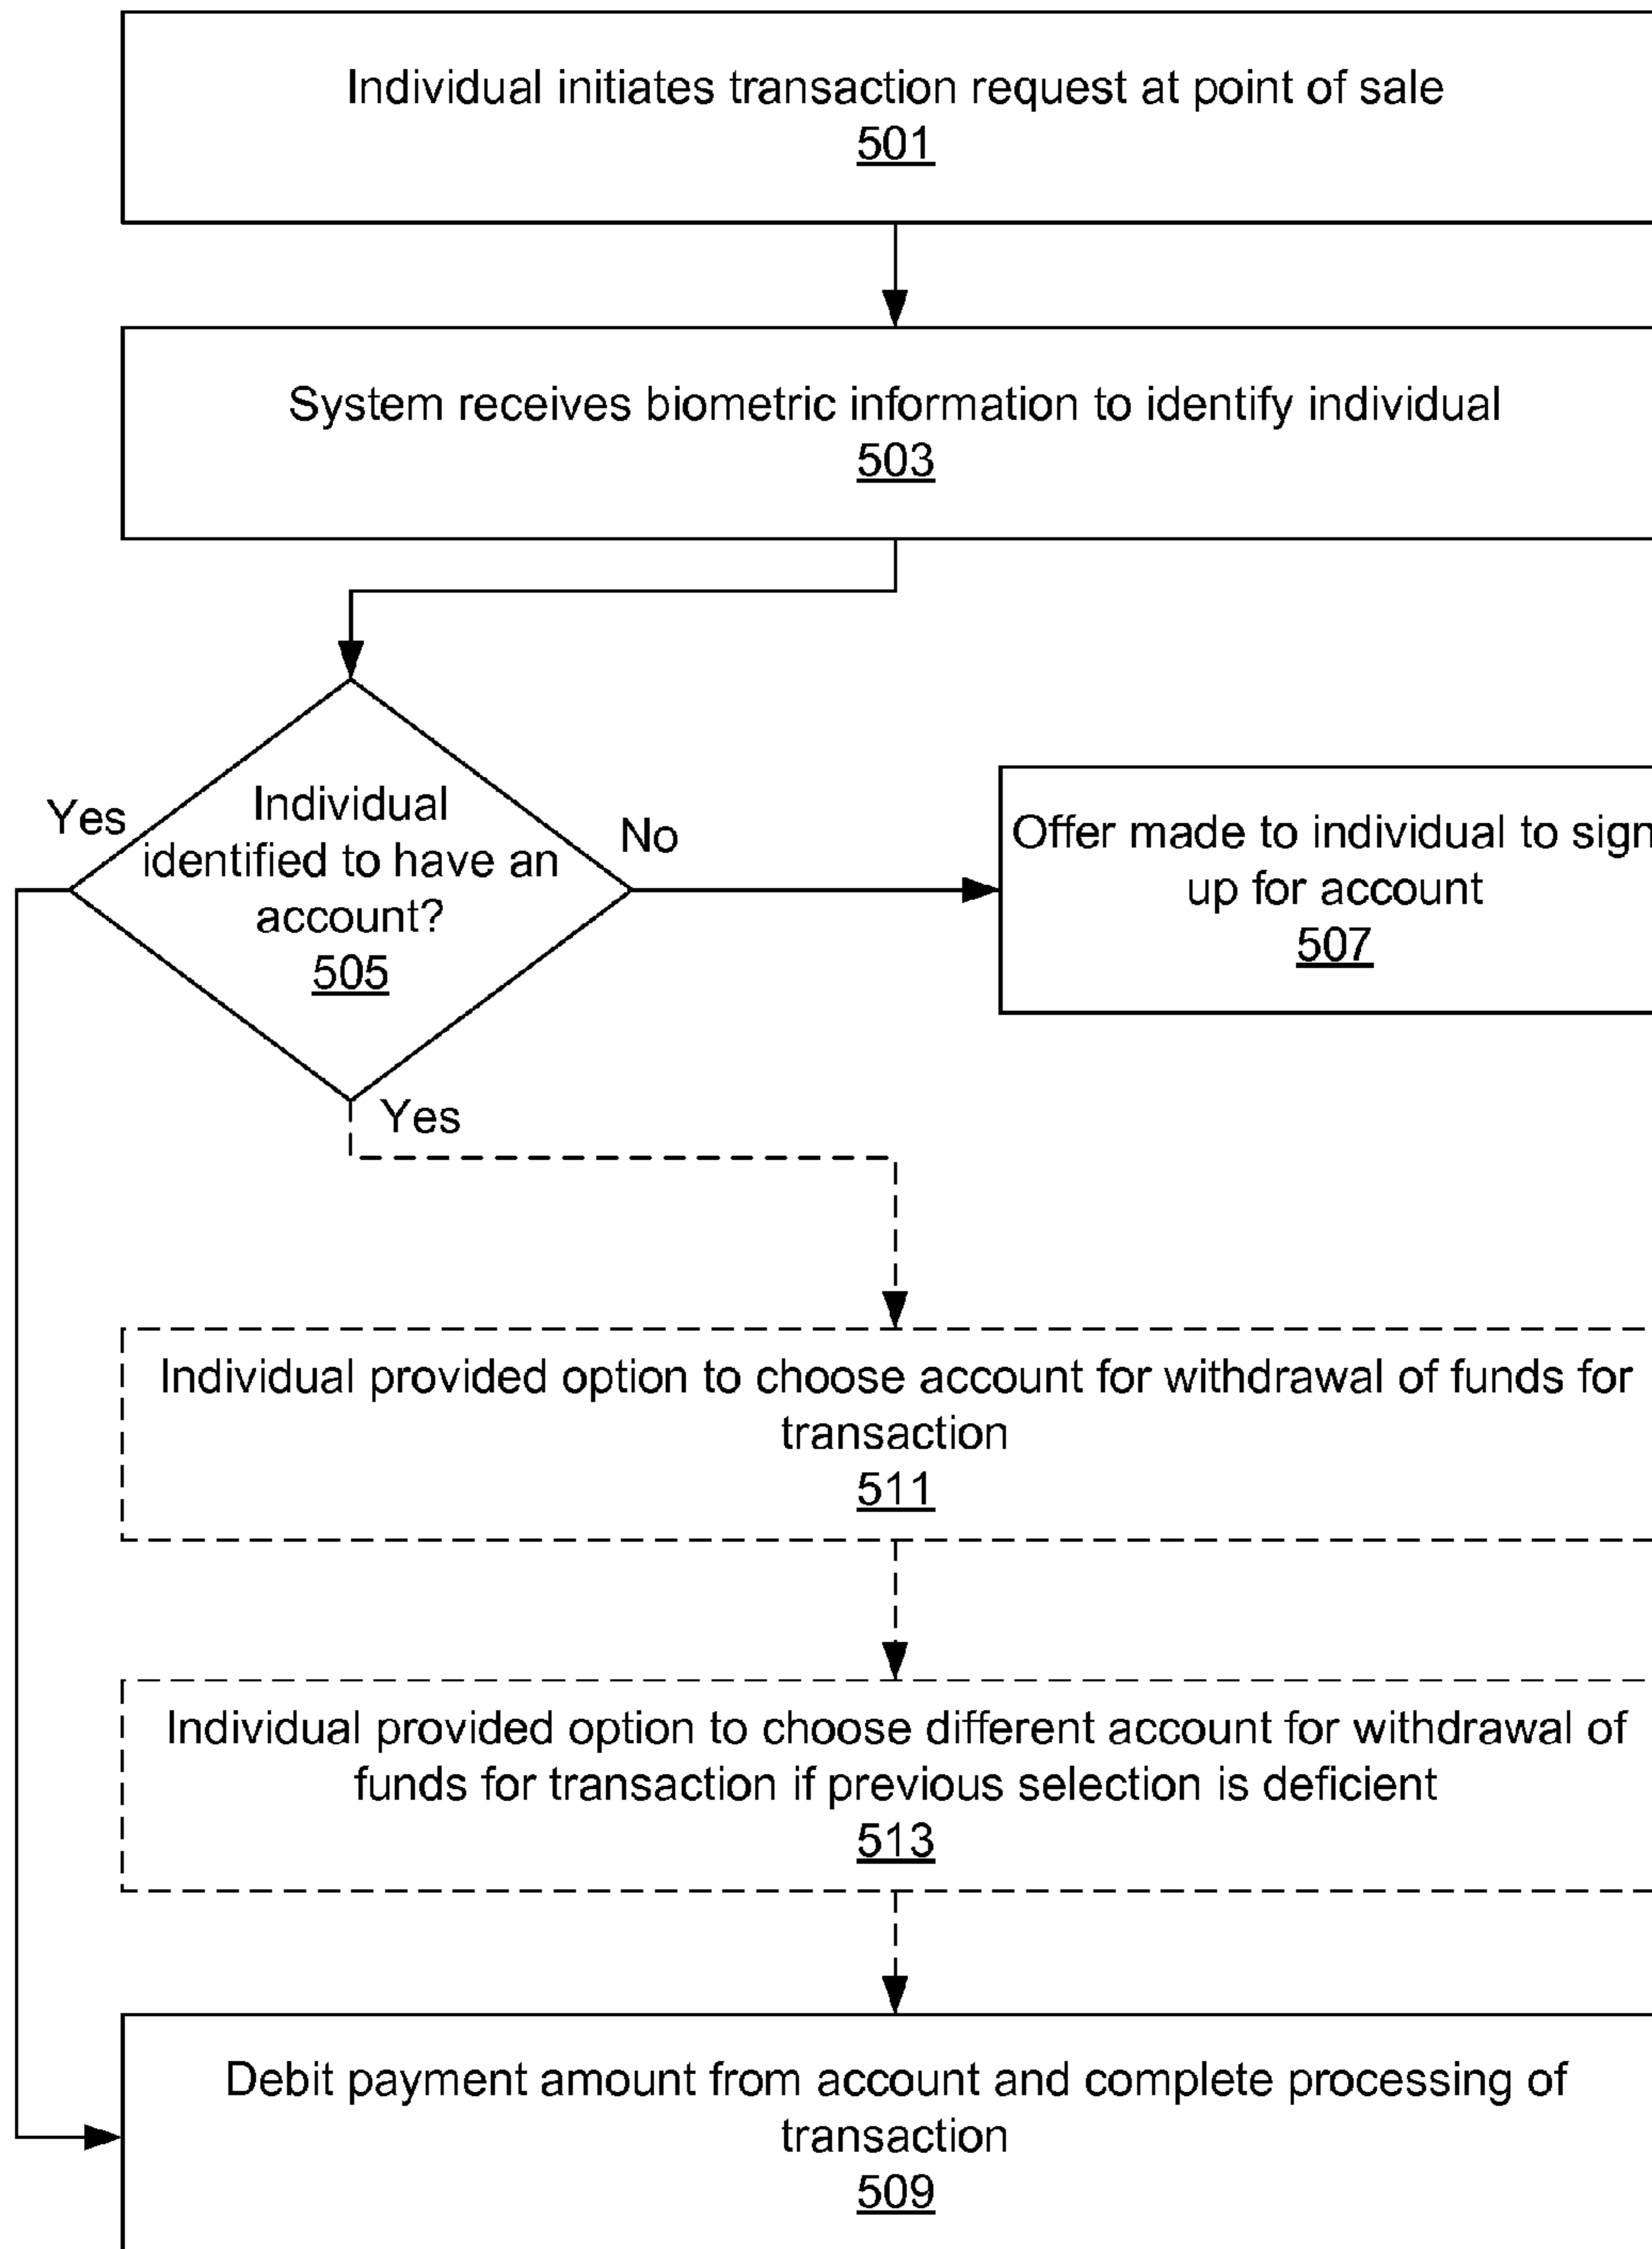 Individual initiates transaction request at point of sale
501
System receives biometric information to identify individual
503
Yes
Individual
identified to have an
account?
505
No
Offer made to individual to sign
up for account
507
Yes
Individual provided option to choose account for withdrawal of funds for
transaction
511
Individual provided option to choose different account for withdrawal of
funds for transaction if previous selection is deficient
513
Debit payment amount from account and complete processing of
transaction
509